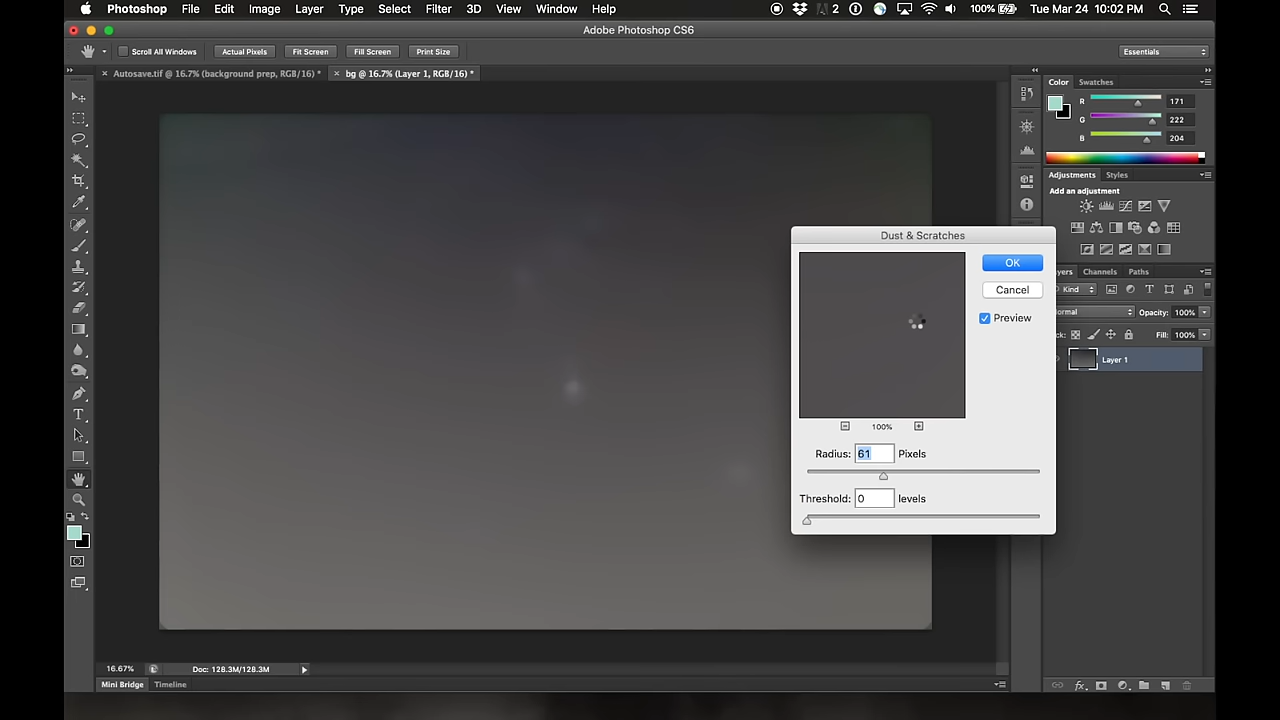 Photoshop File Edit Image Layer Type Select Filter 3D View Window Help 2 100% Tue Mar 24 10:02 PM
Adobe Photoshop CS6
Scroll All Windows Actual Pixels Fit Screen Fill Screen Print Size Essentials
× Autosave.tif @ 16.7% (background prep, RGB/16) * × bg @ 16.7% (Layer 1, RGB/16) *
Color Swatches
R 171
G 222
B 204
Adjustments Styles
Add an adjustment
Dust & Scratches
OK
Cancel
Preview
100%
Radius: 61 Pixels
Threshold: 0 levels
yers Channels Paths
Kind
ormal Opacity: 100%
ck: Fill: 100%
Layer 1
16.67% Doc: 128.3M/128.3M
Mini Bridge Timeline